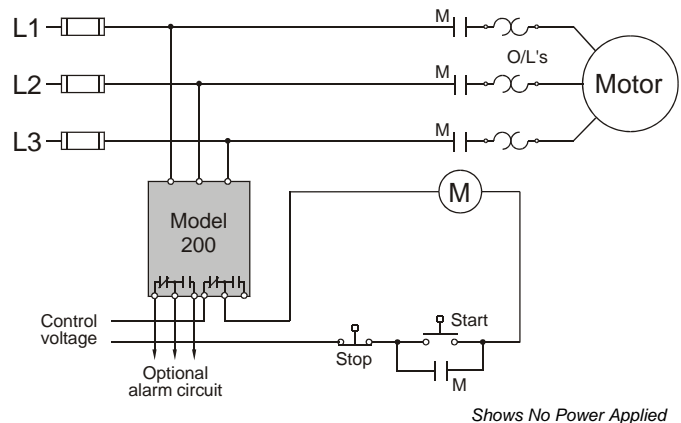 L1
M
O/L's
L2
M
Motor
L3
M
Model
200
M
Control
voltage
Start
Stop
M
Optional
alarm circuit
Shows No Power Applied